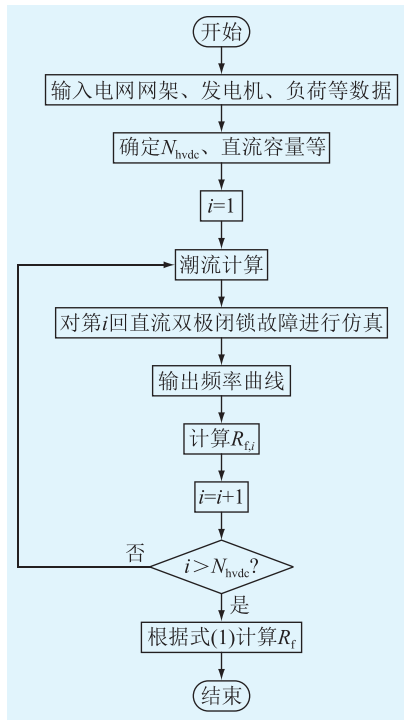 开始
输入电网网架、发电机、负荷等数据
确定Nhvdc、直流容量等
i=1
潮流计算
对第i回直流双极闭锁故障进行仿真
输出频率曲线
计算Rf,i
i=i+1
否
i＞Nhvdc?
是
根据式(1)计算Rf
结束